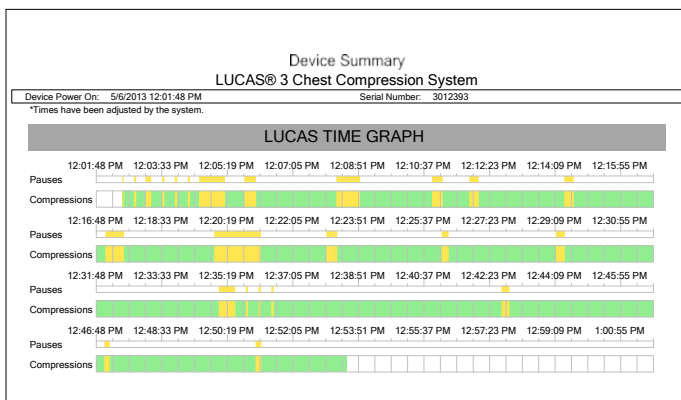 Device Summary
LUCAS® 3 Chest Compression System
Device Power On: 5/6/2013 12:01:48 PM Serial Number: 3012393
*Times have been adjusted by the system.
LUCAS TIME GRAPH
12:01:48 PM 12:03:33 PM 12:05:19 PM 12:07:05 PM 12:08:51 PM 12:10:37 PM 12:12:23 PM 12:14:09 PM 12:15:55 PM
Pauses
Compressions
12:16:48 PM 12:18:33 PM 12:20:19 PM 12:22:05 PM 12:23:51 PM 12:25:37 PM 12:27:23 PM 12:29:09 PM 12:30:55 PM
Pauses
Compressions
12:31:48 PM 12:33:33 PM 12:35:19 PM 12:37:05 PM 12:38:51 PM 12:40:37 PM 12:42:23 PM 12:44:09 PM 12:45:55 PM
Pauses
Compressions
12:46:48 PM 12:48:33 PM 12:50:19 PM 12:52:05 PM 12:53:51 PM 12:55:37 PM 12:57:23 PM 12:59:09 PM 1:00:55 PM
Pauses
Compressions